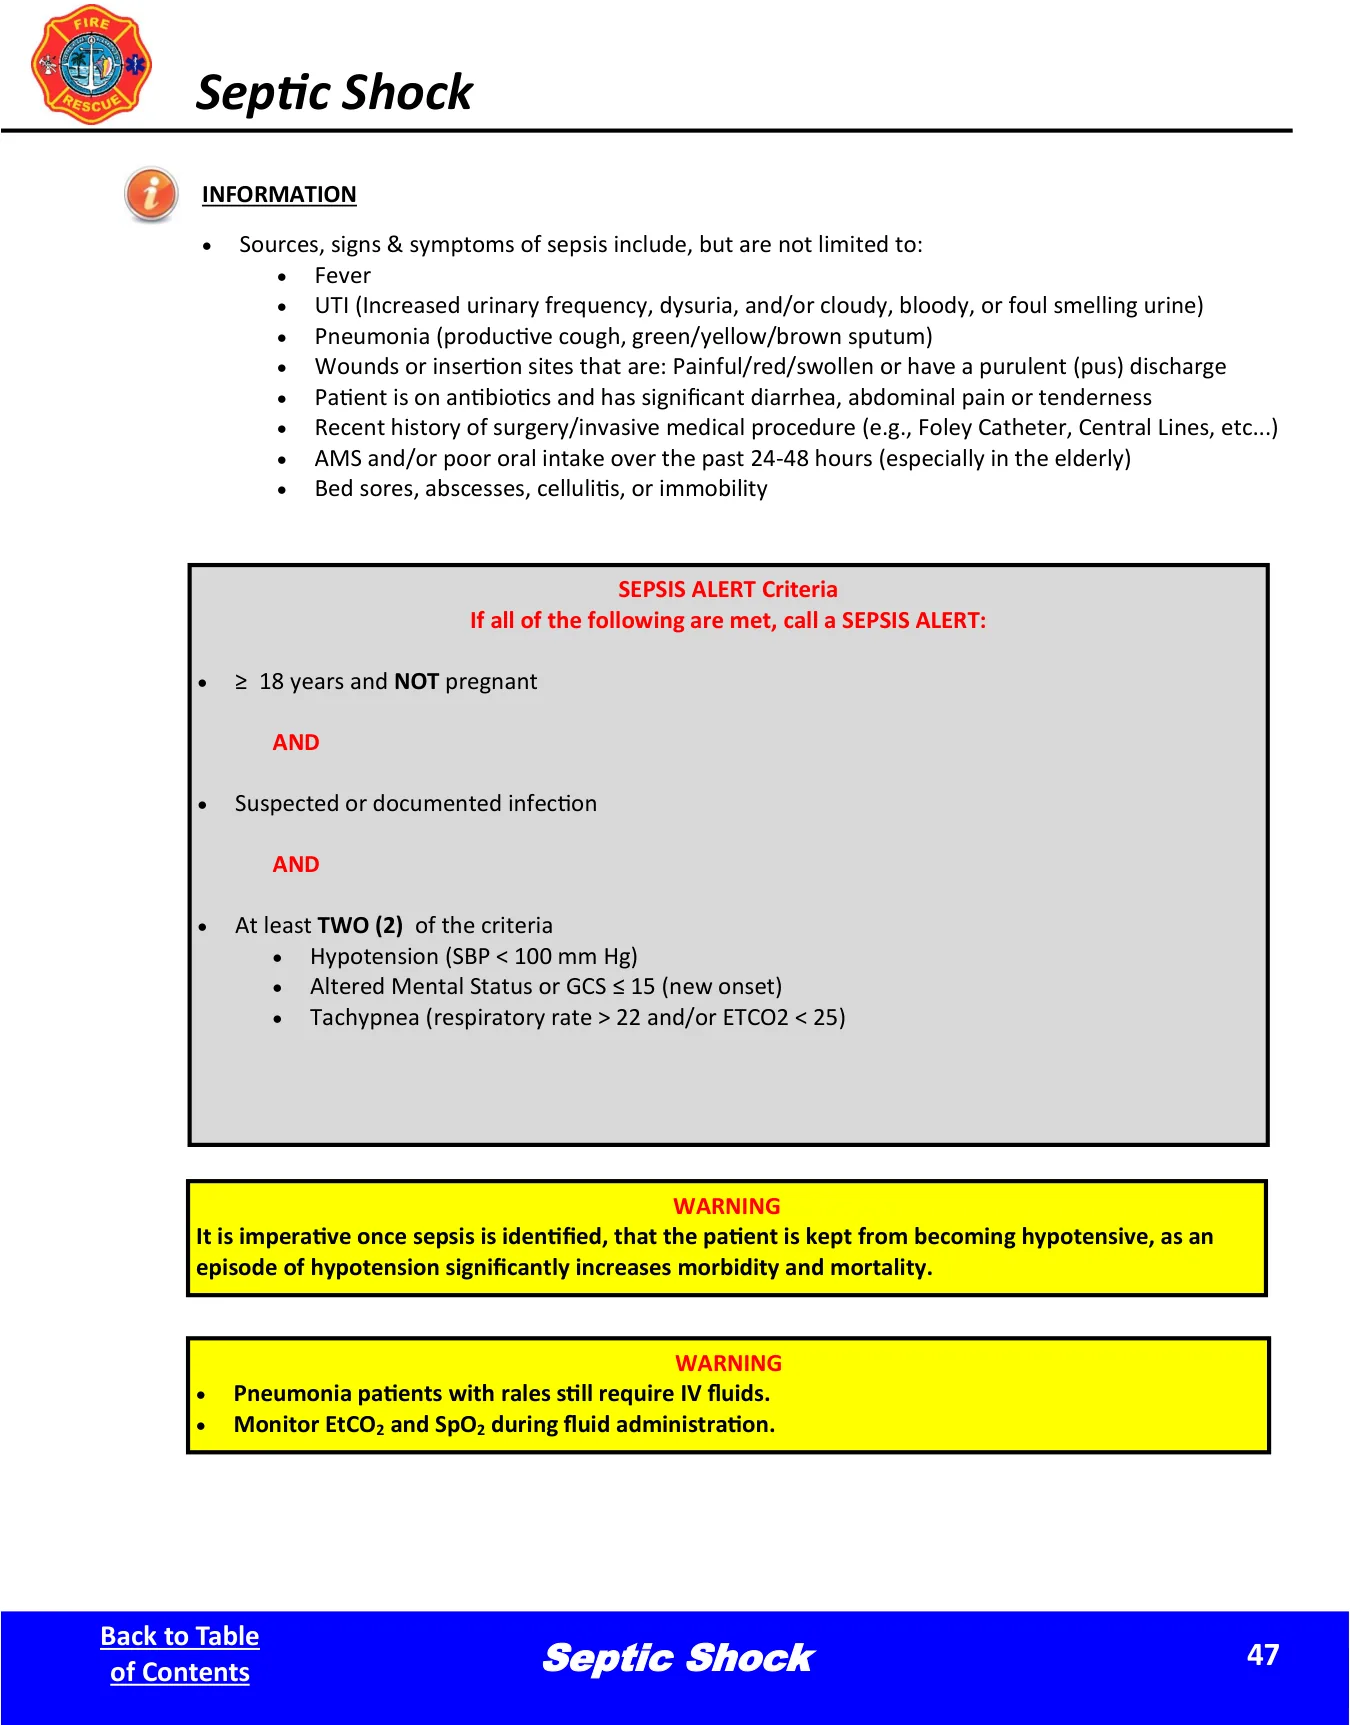 FIRE
RESCUE
Septic Shock
INFORMATION
• Sources, signs & symptoms of sepsis include, but are not limited to:
• Fever
• UTI (Increased urinary frequency, dysuria, and/or cloudy, bloody, or foul smelling urine)
• Pneumonia (productive cough, green/yellow/brown sputum)
• Wounds or insertion sites that are: Painful/red/swollen or have a purulent (pus) discharge
• Patient is on antibiotics and has significant diarrhea, abdominal pain or tenderness
• Recent history of surgery/invasive medical procedure (e.g., Foley Catheter, Central Lines, etc...)
• AMS and/or poor oral intake over the past 24-48 hours (especially in the elderly)
• Bed sores, abscesses, cellulitis, or immobility
SEPSIS ALERT Criteria
If all of the following are met, call a SEPSIS ALERT:
• ≥ 18 years and NOT pregnant
AND
• Suspected or documented infection
AND
• At least TWO (2) of the criteria
• Hypotension (SBP < 100 mm Hg)
• Altered Mental Status or GCS ≤ 15 (new onset)
• Tachypnea (respiratory rate > 22 and/or ETCO2 < 25)
WARNING
It is imperative once sepsis is identified, that the patient is kept from becoming hypotensive, as an
episode of hypotension significantly increases morbidity and mortality.
WARNING
• Pneumonia patients with rales still require IV fluids.
• Monitor EtCO₂ and SpO₂ during fluid administration.
Back to Table
of Contents
Septic Shock
47